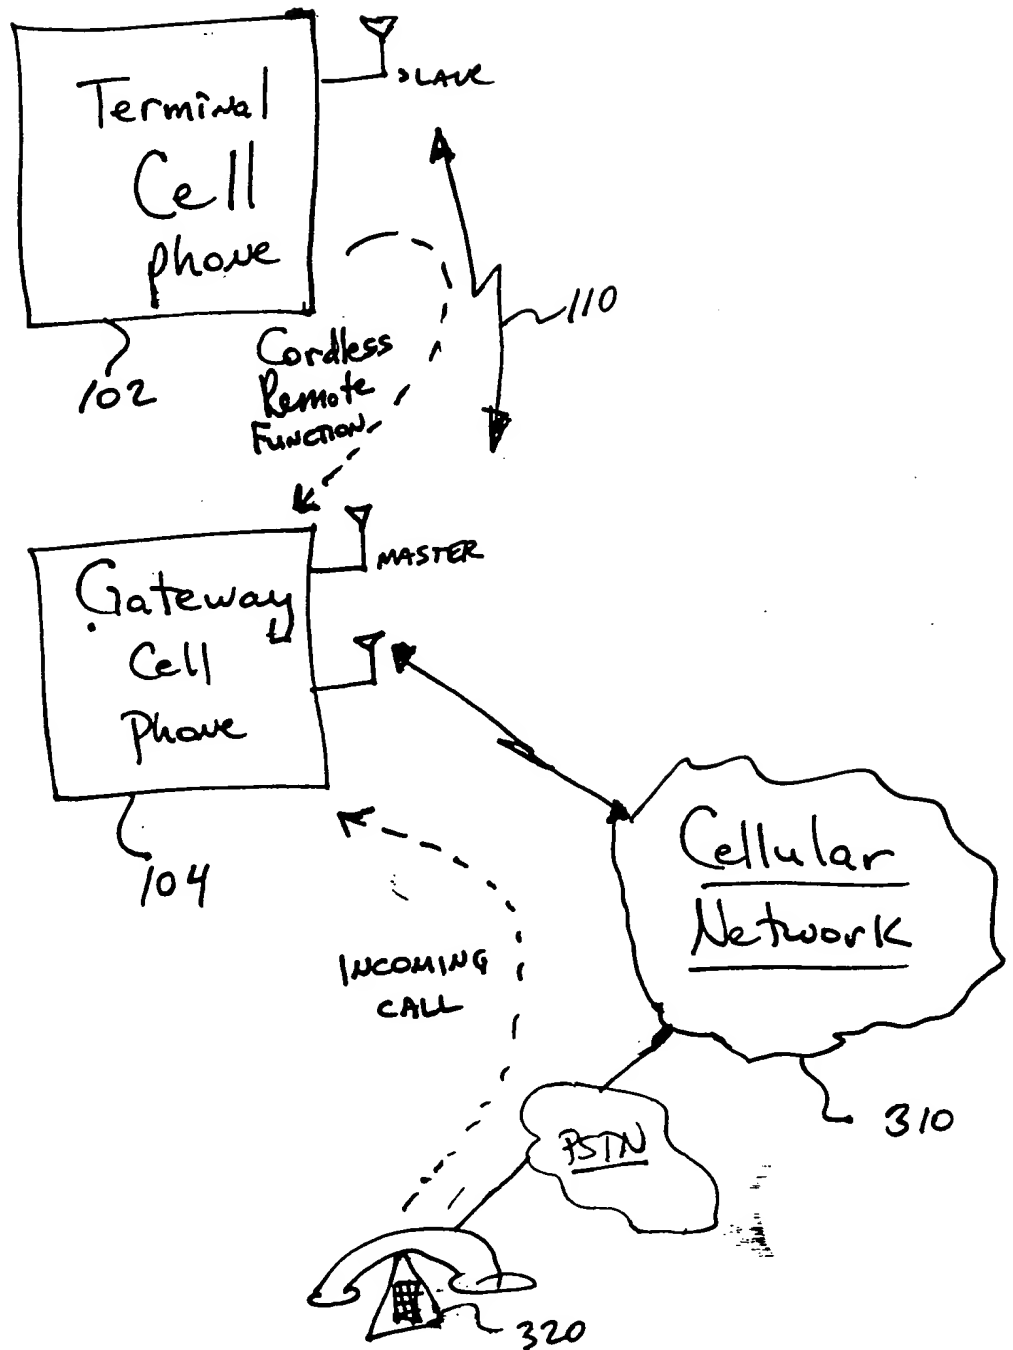 Terminal
Cell
phone
SLAVE
110
102
Cordless
Remote
FUNCTION
MASTER
Gateway
Cell
Phone
104
Cellular
Network
INCOMING
CALL
310
PSTN
320